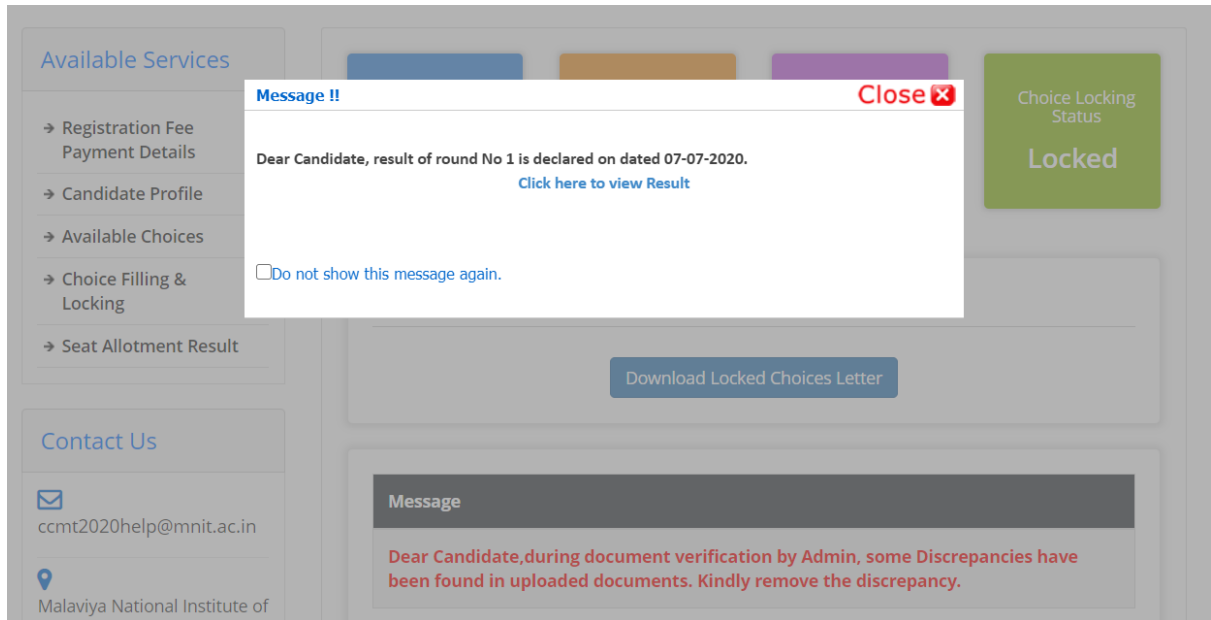 Available Services
Registration Fee
Payment Details
Candidate Profile
Available Choices
Choice Filling &
Locking
Seat Allotment Result
Contact Us
ccmt2020help@mnit.ac.in
Malaviya National Institute of
Message !!
Close
Dear Candidate, result of round No 1 is declared on dated 07-07-2020.
Click here to view Result
Do not show this message again.
Choice Locking
Status
Locked
Download Locked Choices Letter
Message
Dear Candidate,during document verification by Admin, some Discrepancies have
been found in uploaded documents. Kindly remove the discrepancy.